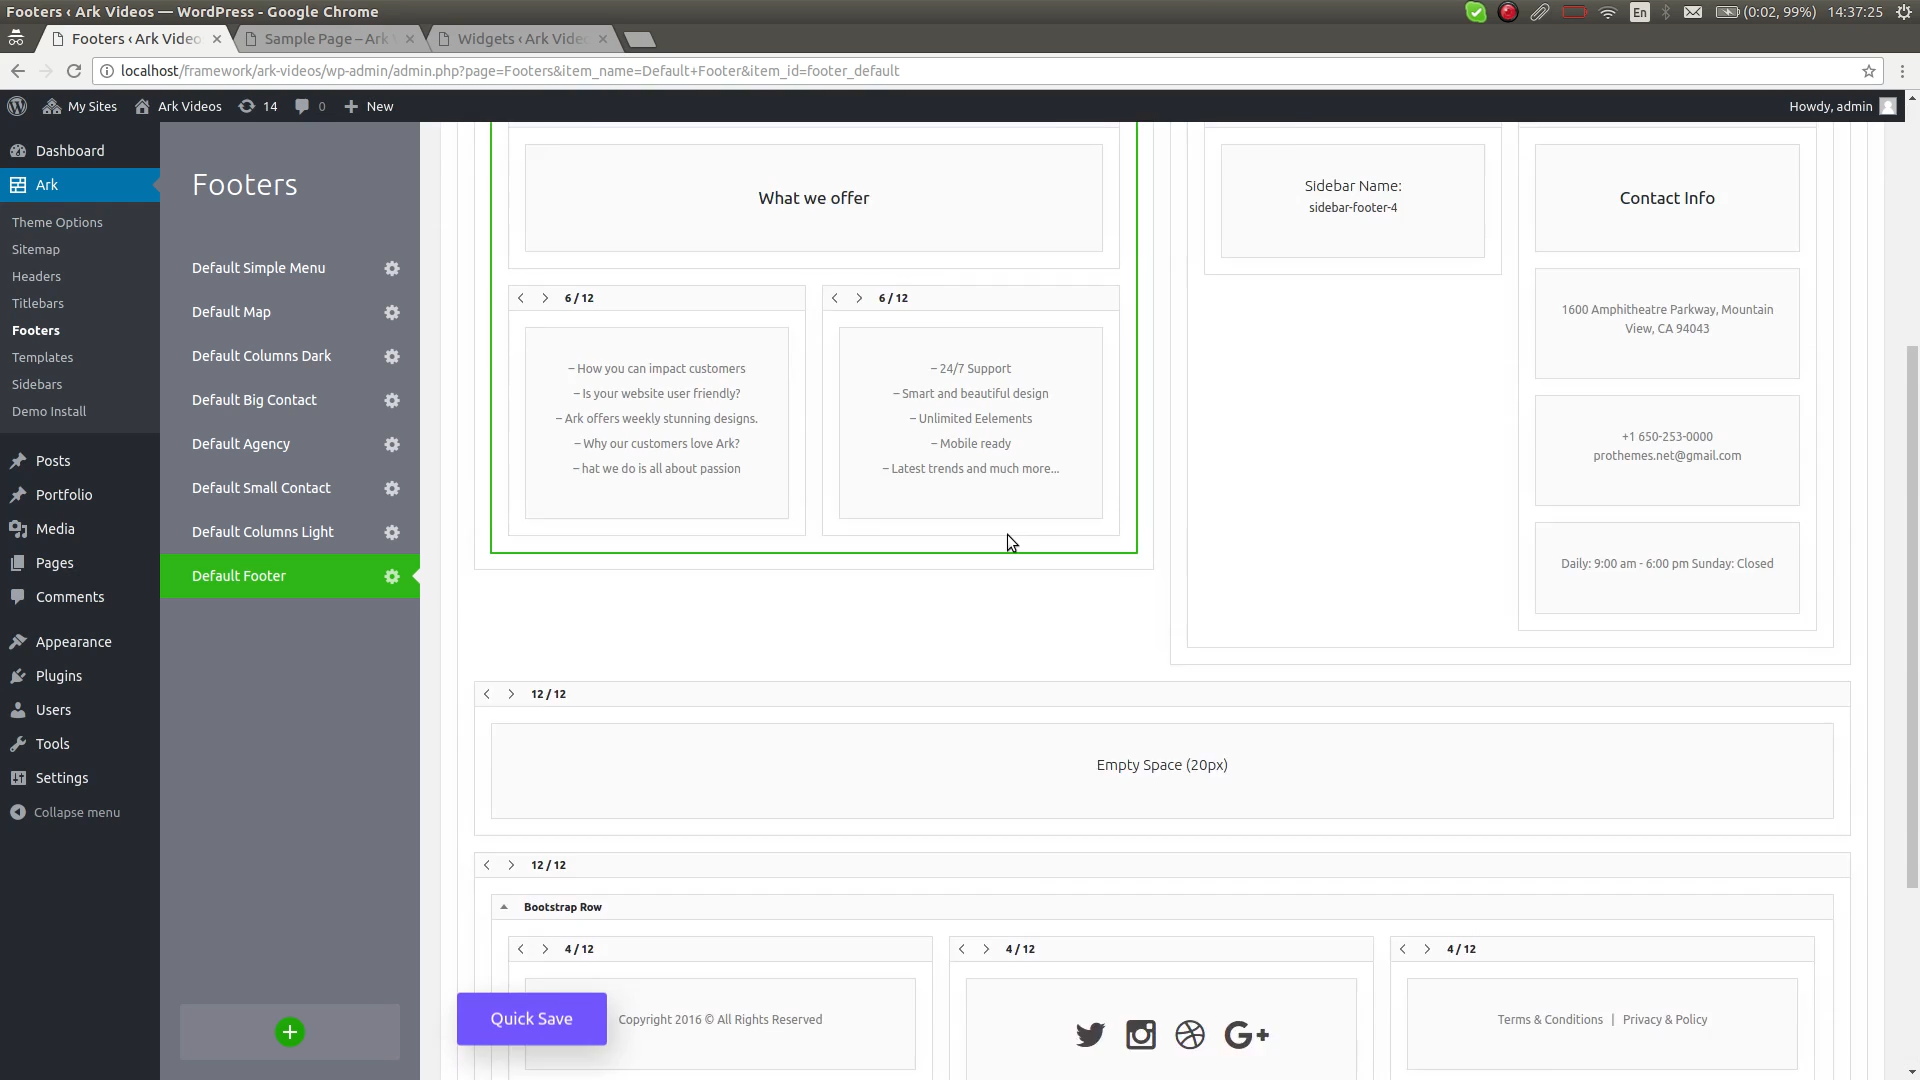 Footers ‹ Ark Videos — WordPress - Google Chrome
En
(0:02, 99%)
14:37:25
Footers ‹ Ark Video
Sample Page – Ark
Widgets ‹ Ark Vide
localhost/framework/ark-videos/wp-admin/admin.php?page=Footers&item_name=Default+Footer&item_id=footer_default
My Sites
Ark Videos
14
0
New
Howdy, admin
Dashboard
Ark
Theme Options
Sitemap
Headers
Titlebars
Footers
Templates
Sidebars
Demo Install
Posts
Portfolio
Media
Pages
Comments
Appearance
Plugins
Users
Tools
Settings
Collapse menu
Footers
Default Simple Menu
Default Map
Default Columns Dark
Default Big Contact
Default Agency
Default Small Contact
Default Columns Light
Default Footer
What we offer
6 / 12
– How you can impact customers
– Is your website user friendly?
– Ark offers weekly stunning designs.
– Why our customers love Ark?
– hat we do is all about passion
6 / 12
– 24/7 Support
– Smart and beautiful design
– Unlimited Eelements
– Mobile ready
– Latest trends and much more...
Sidebar Name:
sidebar-footer-4
Contact Info
1600 Amphitheatre Parkway, Mountain
View, CA 94043
+1 650-253-0000
prothemes.net@gmail.com
Daily: 9:00 am - 6:00 pm Sunday: Closed
12 / 12
Empty Space (20px)
12 / 12
Bootstrap Row
4 / 12
4 / 12
4 / 12
Quick Save
Copyright 2016 © All Rights Reserved
G+
Terms & Conditions | Privacy & Policy